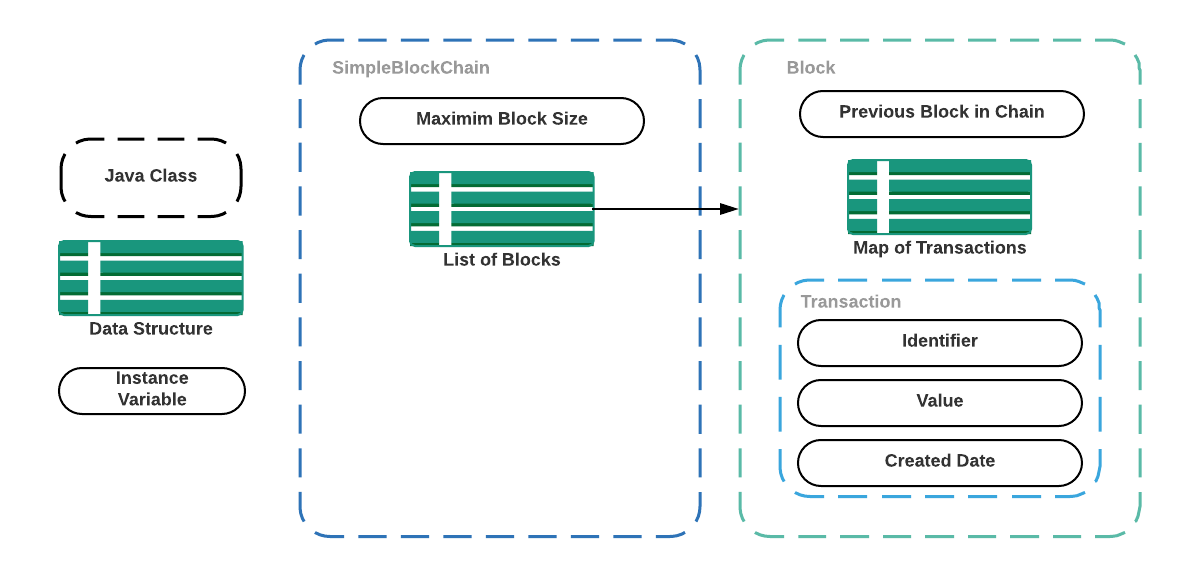 Java Class
Data Structure
Instance
Variable
SimpleBlockChain
Maximim Block Size
List of Blocks
Block
Previous Block in Chain
Map of Transactions
Transaction
Identifier
Value
Created Date